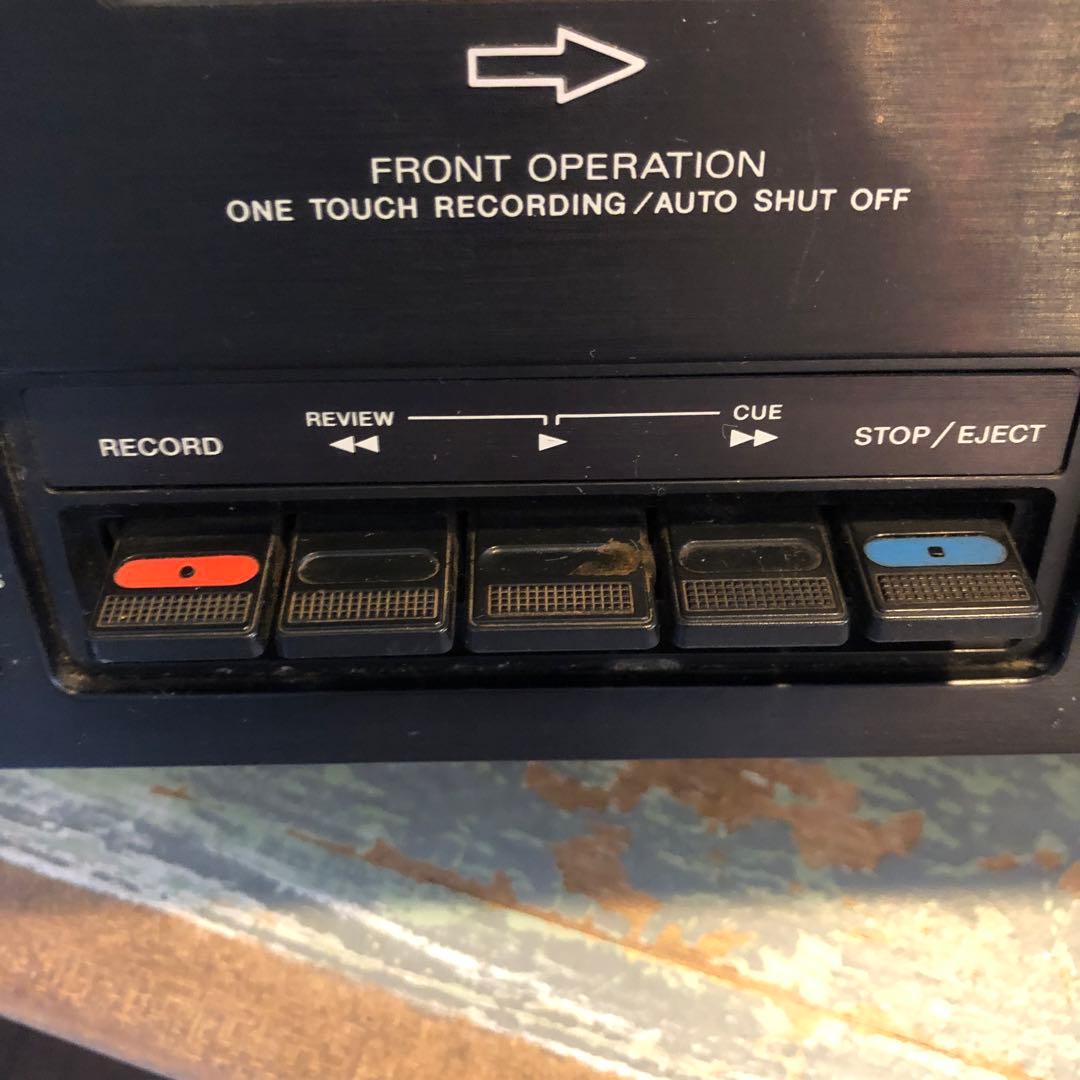 FRONT OPERATION
ONE TOUCH RECORDING/AUTO SHUT OFF
REVIEW CUE
RECORD STOP/EJECT